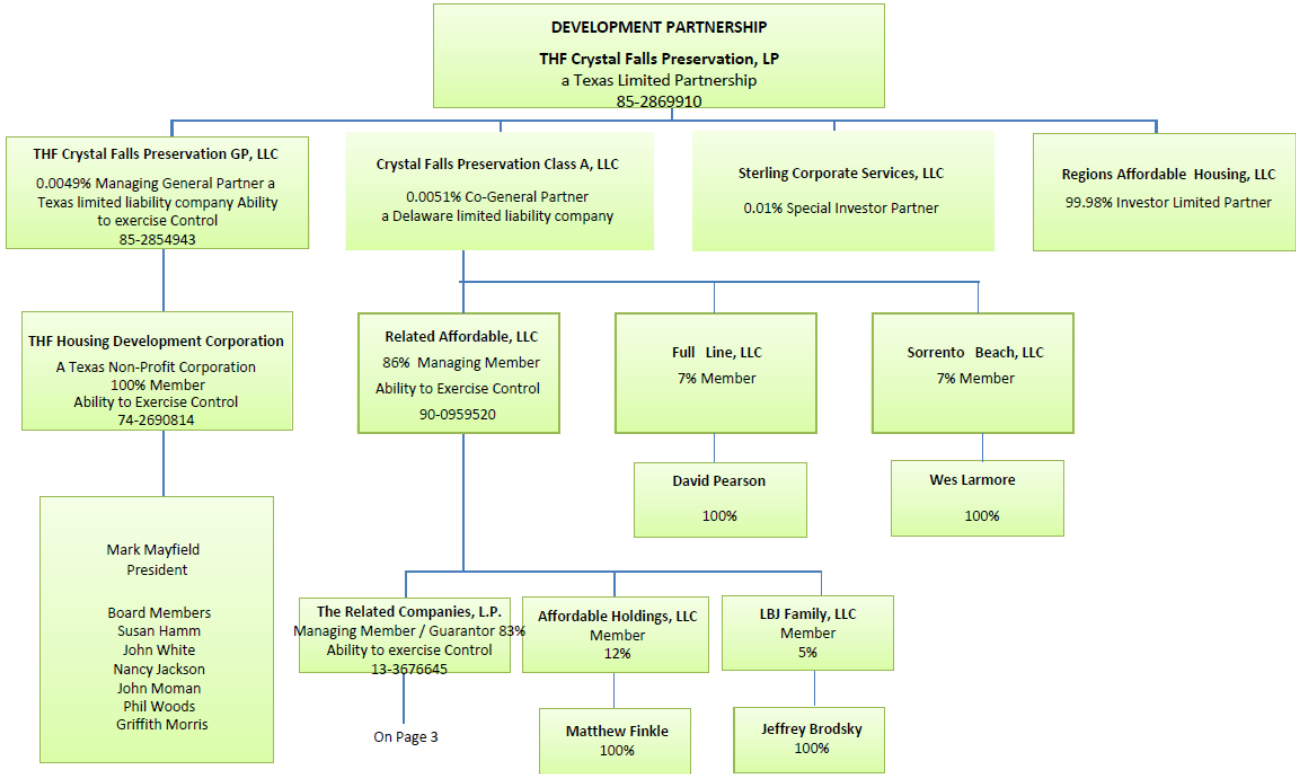 DEVELOPMENT PARTNERSHIP
THF Crystal Falls Preservation, LP
a Texas Limited Partnership
85-2869910
THF Crystal Falls Preservation GP, LLC
0.0049% Managing General Partner a
Texas limited liability company Ability
to exercise Control
85-2854943
Crystal Falls Preservation Class A, LLC
0.0051% Co-General Partner
a Delaware limited liability company
Sterling Corporate Services, LLC
0.01% Special Investor Partner
Regions Affordable Housing, LLC
99.98% Investor Limited Partner
THF Housing Development Corporation
A Texas Non-Profit Corporation
100% Member
Ability to Exercise Control
74-2690814
Related Affordable, LLC
86% Managing Member
Ability to Exercise Control
90-0959520
Full Line, LLC
7% Member
Sorrento Beach, LLC
7% Member
David Pearson
100%
Wes Larmore
100%
Mark Mayfield
President
Board Members
Susan Hamm
John White
Nancy Jackson
John Moman
Phil Woods
Griffith Morris
The Related Companies, L.P.
Managing Member / Guarantor 83%
Ability to exercise Control
13-3676645
Affordable Holdings, LLC
Member
12%
LBJ Family, LLC
Member
5%
On Page 3
Matthew Finkle
100%
Jeffrey Brodsky
100%